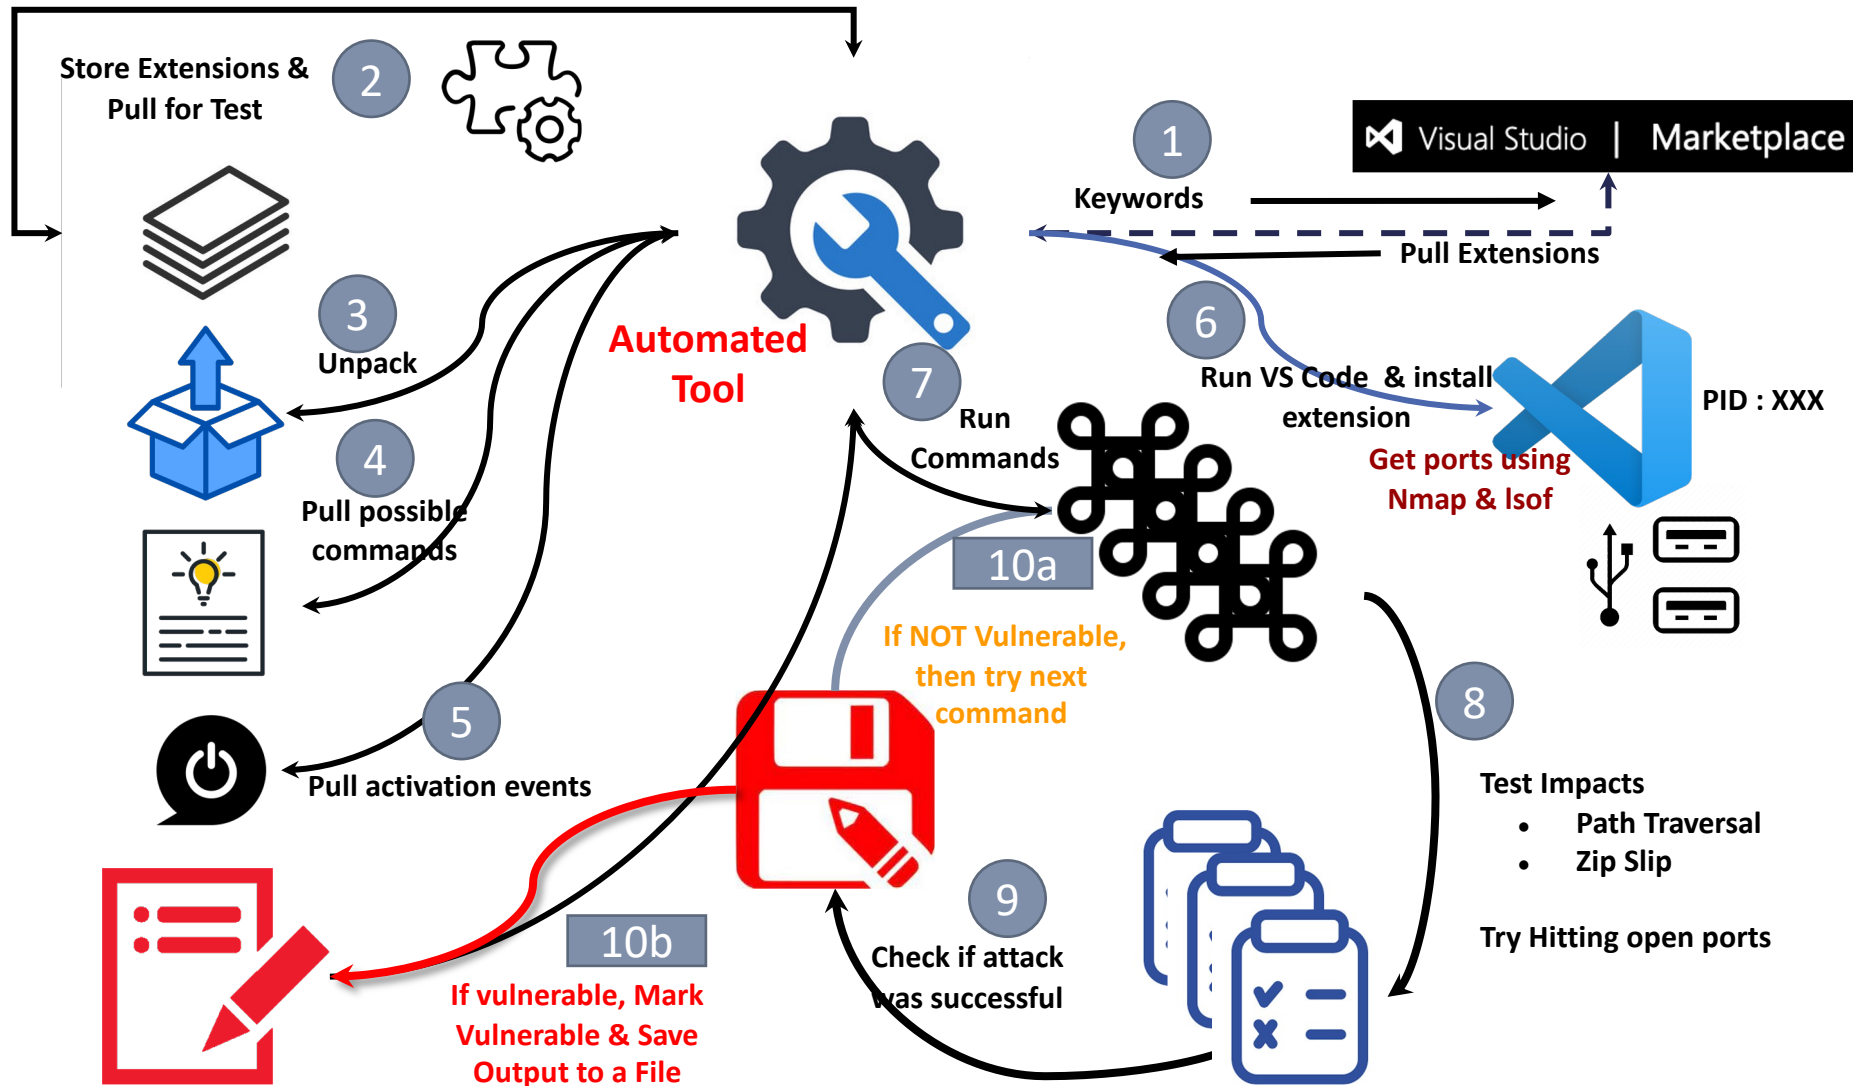 Store Extensions &
Pull for Test
2
1
Keywords
Visual Studio | Marketplace
Pull Extensions
3
Unpack
Automated
Tool
6
Run VS Code & install
extension
PID : XXX
Get ports using
Nmap & lsof
7
Run
Commands
4
Pull possible
commands
10a
If NOT Vulnerable,
then try next
command
5
Pull activation events
8
Test Impacts
• Path Traversal
• Zip Slip
Try Hitting open ports
9
Check if attack
was successful
10b
If vulnerable, Mark
Vulnerable & Save
Output to a File